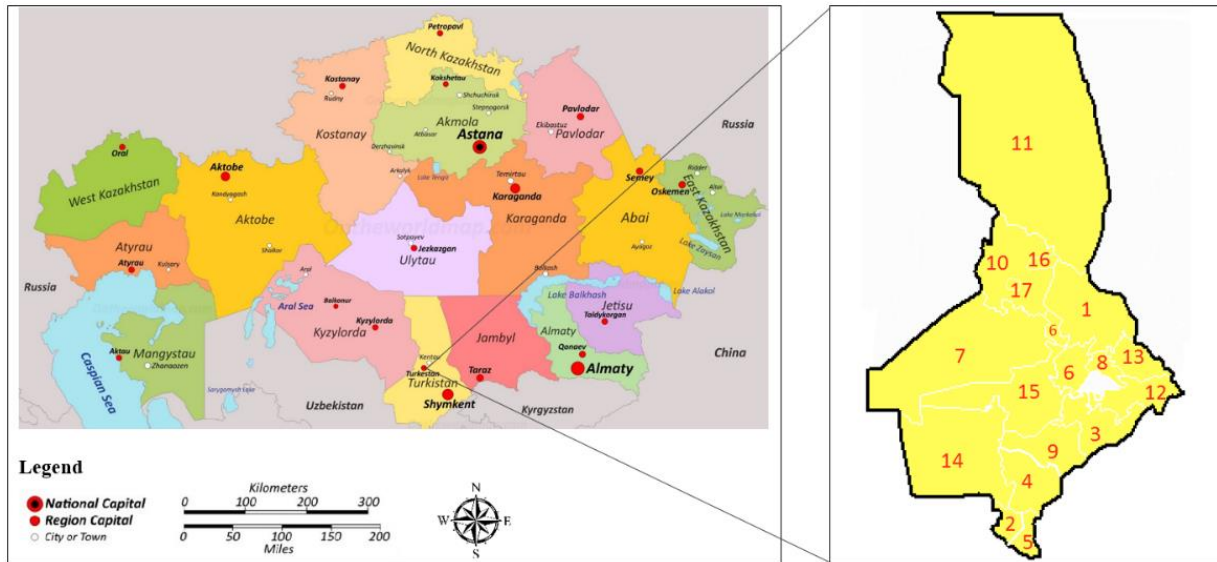 Petropavl
North Kazakhstan
Kostanay
Rudny
Kokshetau
Shchuchinsk
Stepnogorsk
Akmola
Atbasar
Astana
Derzhavinsk
Kostanay
Pavlodar
Ekibastuz
Pavlodar
Russia
Oral
West Kazakhstan
Aktobe
Kandyagash
Aktobe
Shalkar
Arkalyk
Lake Tengiz
Temirtau
Karaganda
Karaganda
Semey
Oskemen
Ridder
Altai
East Kazakhstan
Lake Markakol
Abai
Ayagoz
Lake Zaysan
Atyrau
Atyrau
Kulsary
Satpayev
Jezkazgan
Ulytau
Balkash
Lake Balkhash
Lake Alakol
Russia
Aral
Aral Sea
Baikonur
Kyzylorda
Kyzylorda
Jetisu
Taldykorgan
Almaty
Qonaev
Almaty
China
Caspian Sea
Aktau
Mangystau
Zhanaozen
Sarygamysh Lake
Uzbekistan
Kentau
Turkestan
Turkistan
Shymkent
Jambyl
Taraz
Kyrgyzstan
Legend
National Capital
Region Capital
City or Town
Kilometers
0 100 200 300
0 50 100 150 200
Miles
N
W E
S
11
10 16
17
1
6
7
6 8 13
15 12
3
14 9
4
2
5